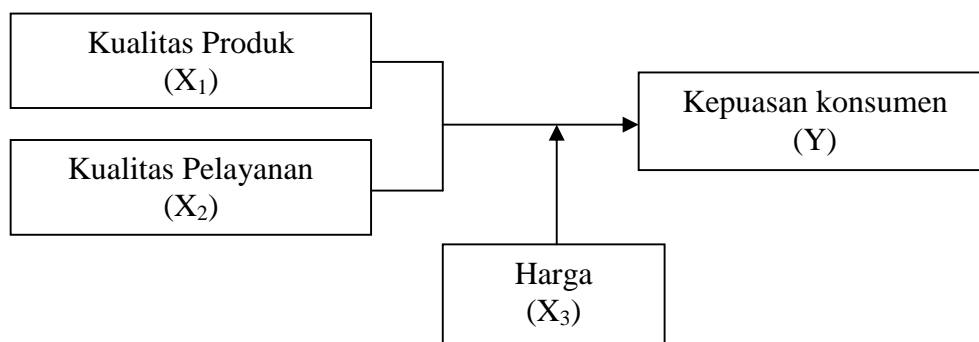 Kualitas Produk
(X₁)
Kualitas Pelayanan
(X₂)
Kepuasan konsumen
(Y)
Harga
(X₃)